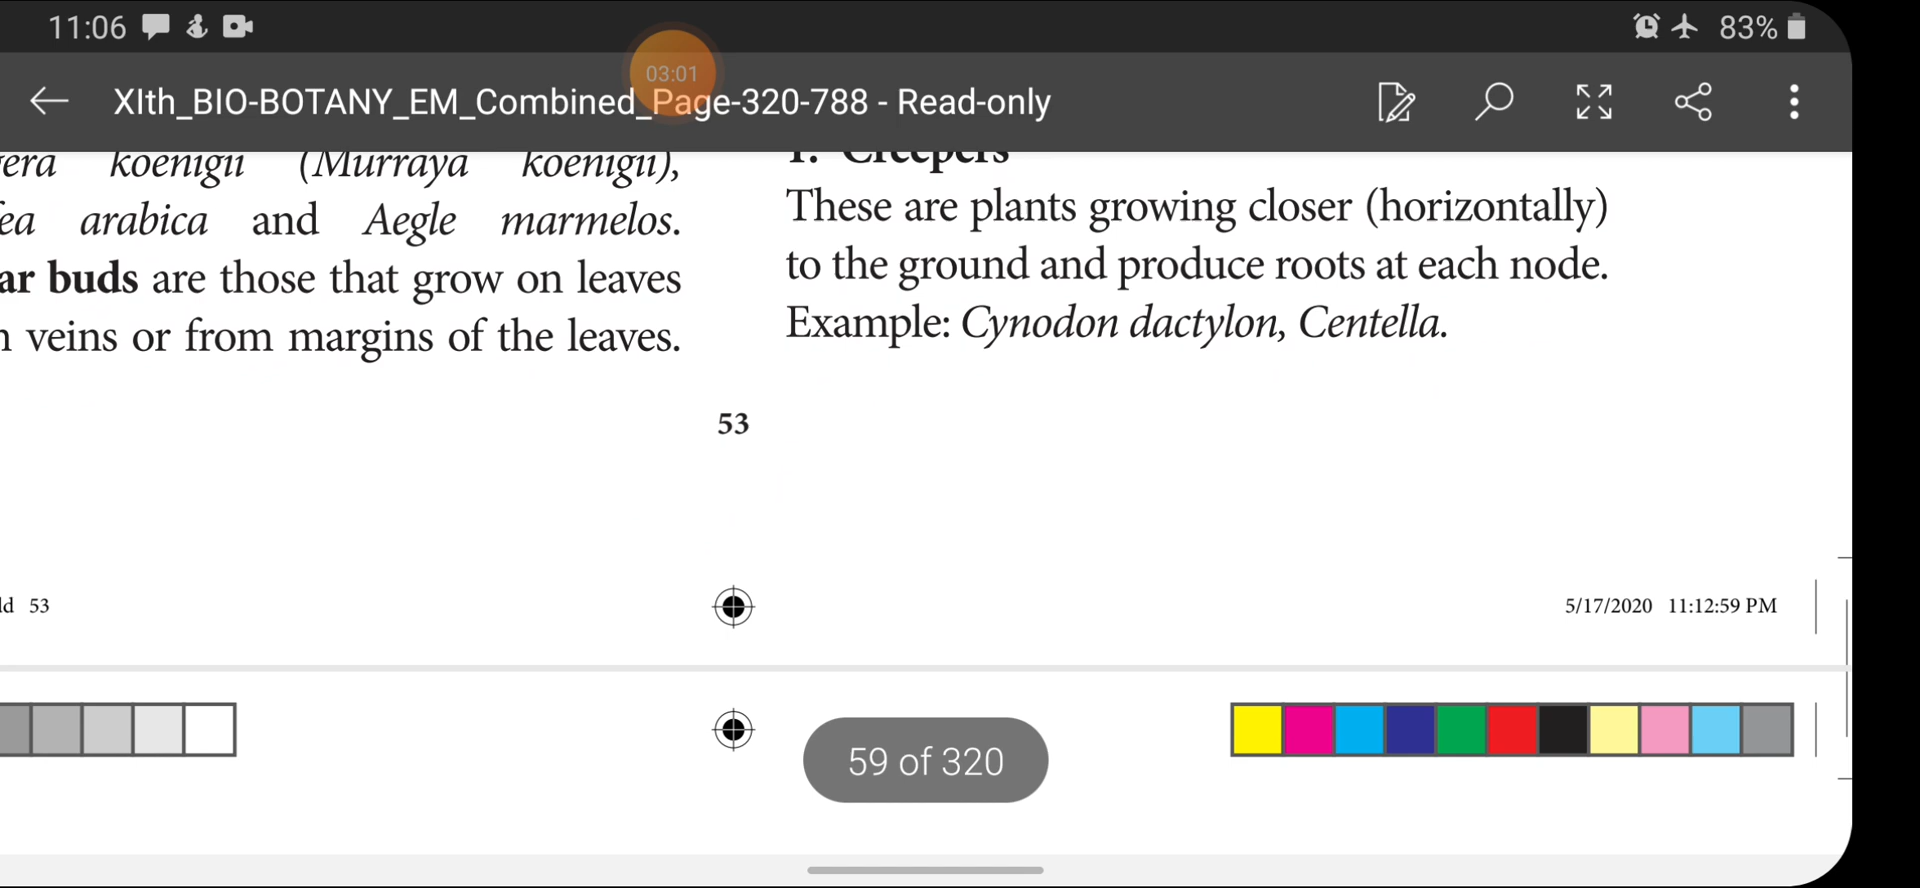 11:06
83%
03:01
XIth_BIO-BOTANY_EM_Combined_Page-320-788 - Read-only
koenigii (Murraya koenigii),
arabica and Aegle marmelos.
buds are those that grow on leaves
veins or from margins of the leaves.
1. Creepers
These are plants growing closer (horizontally)
to the ground and produce roots at each node.
Example: Cynodon dactylon, Centella.
53
53
5/17/2020 11:12:59 PM
59 of 320